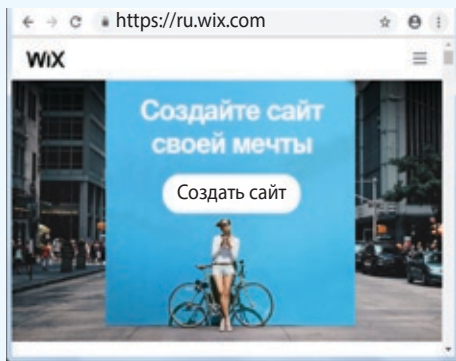 https://ru.wix.com
WiX
Создайте сайт
своей мечты
Создать сайт